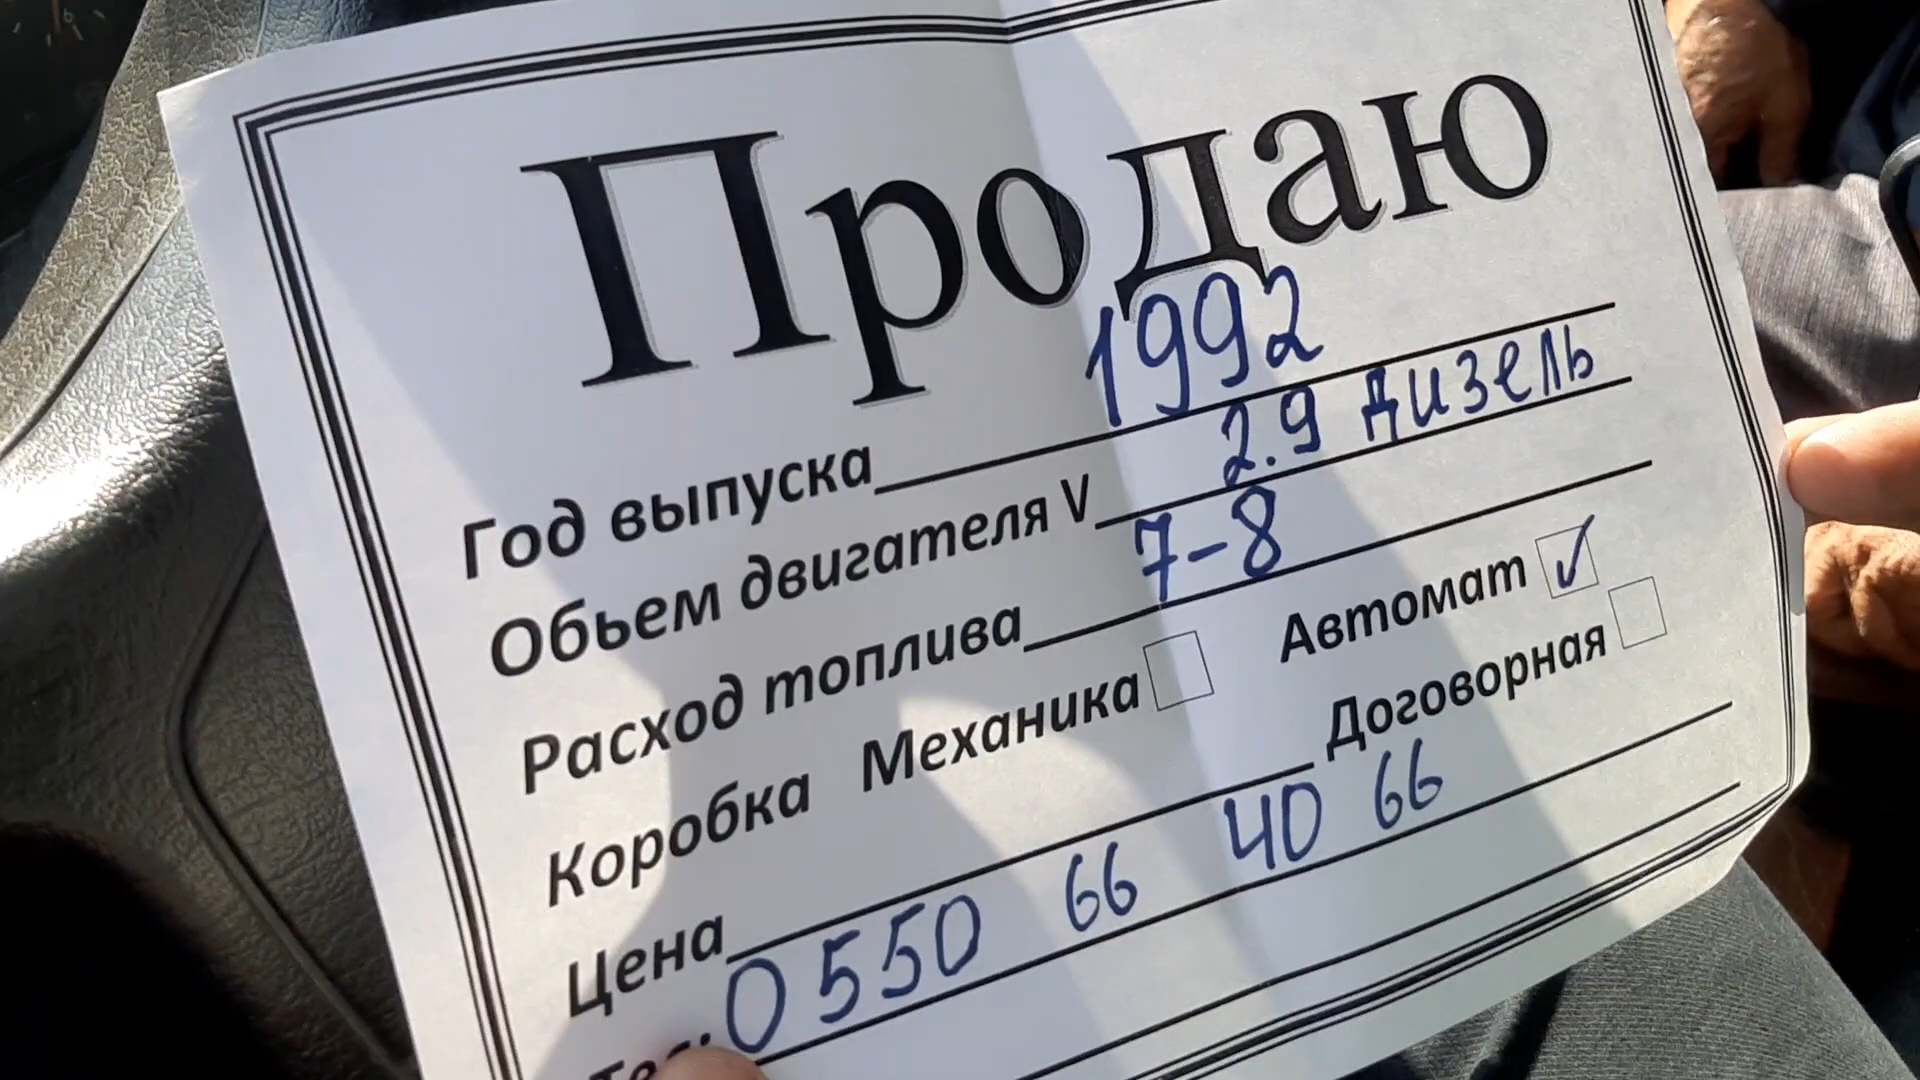 Продаю
Год выпуска 1992
Обьем двигателя V 2.9 дизель
Расход топлива 7-8
Коробка Механика Автомат ✓
Цена Договорная
Тел: 0550 66 40 66